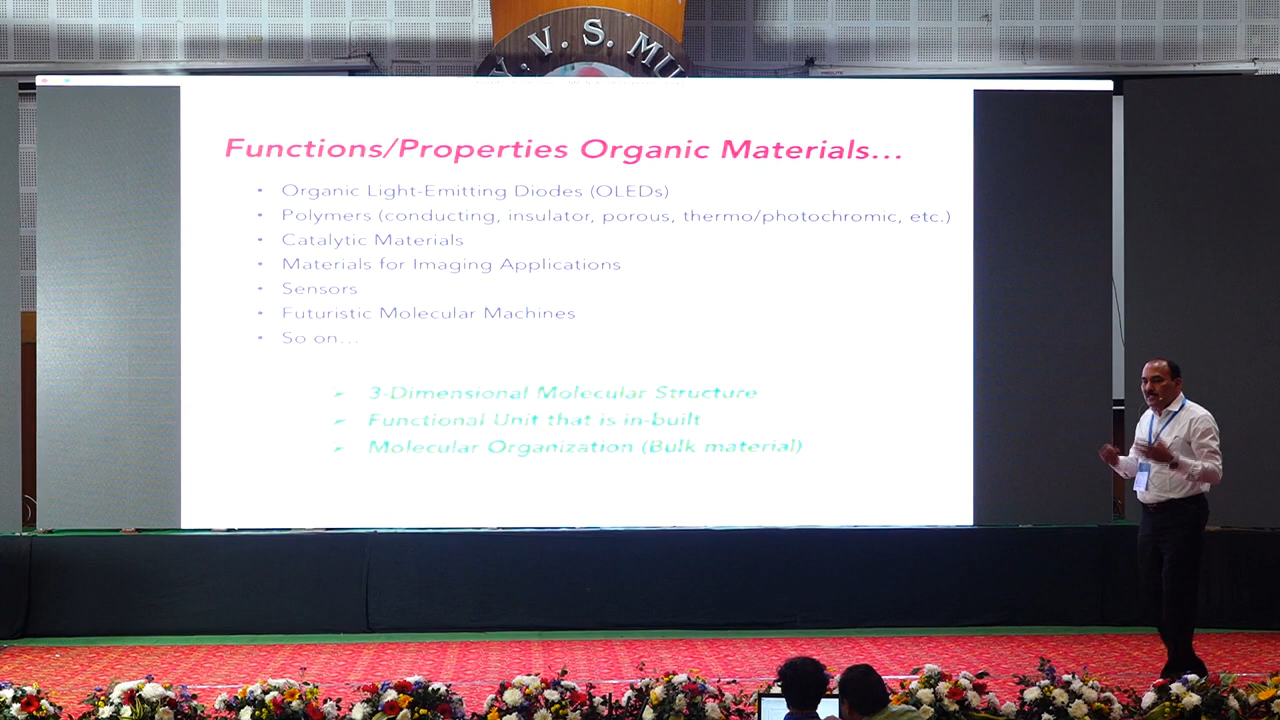 V. S. MU
Functions/Properties Organic Materials...
• Organic Light-Emitting Diodes (OLEDs)
• Polymers (conducting, insulator, porous, thermo/photochromic, etc.)
• Catalytic Materials
• Materials for Imaging Applications
• Sensors
• Futuristic Molecular Machines
• So on...
➢ 3-Dimensional Molecular Structure
➢ Functional Unit that is in-built
➢ Molecular Organization (Bulk material)